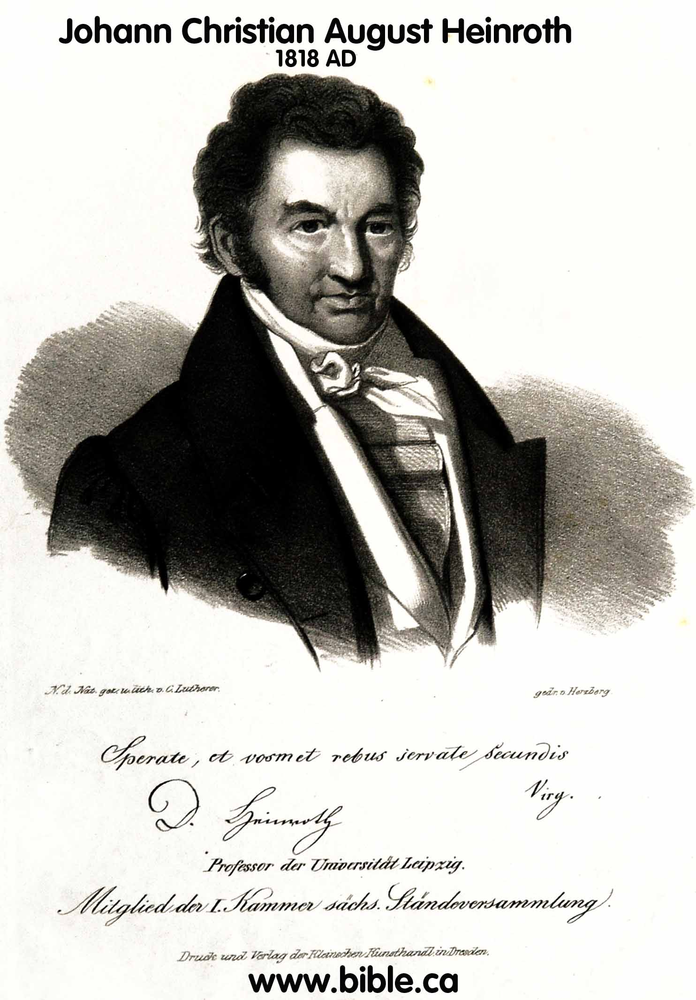 Johann Christian August Heinroth
1818 AD
N. d. Nat. gez. u. lith. v. C. Lutherer.
gedr. v. Herzberg.
Sperate, et vosmet rebus servate secundis
Virg.
D. Heinroth
Professor der Universität Leipzig.
Mitglied der I. Kammer sächs. Ständeversammlung.
Druck und Verlag der Kleinschen Kunsthandl. in Dresden.
www.bible.ca